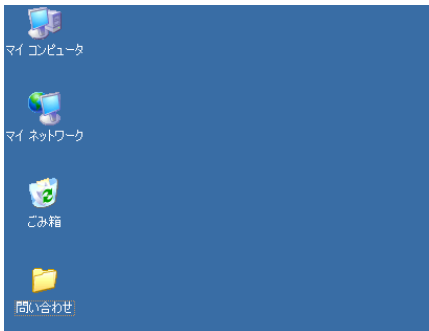 マイ コンピュータ
マイ ネットワーク
ごみ箱
問い合わせ